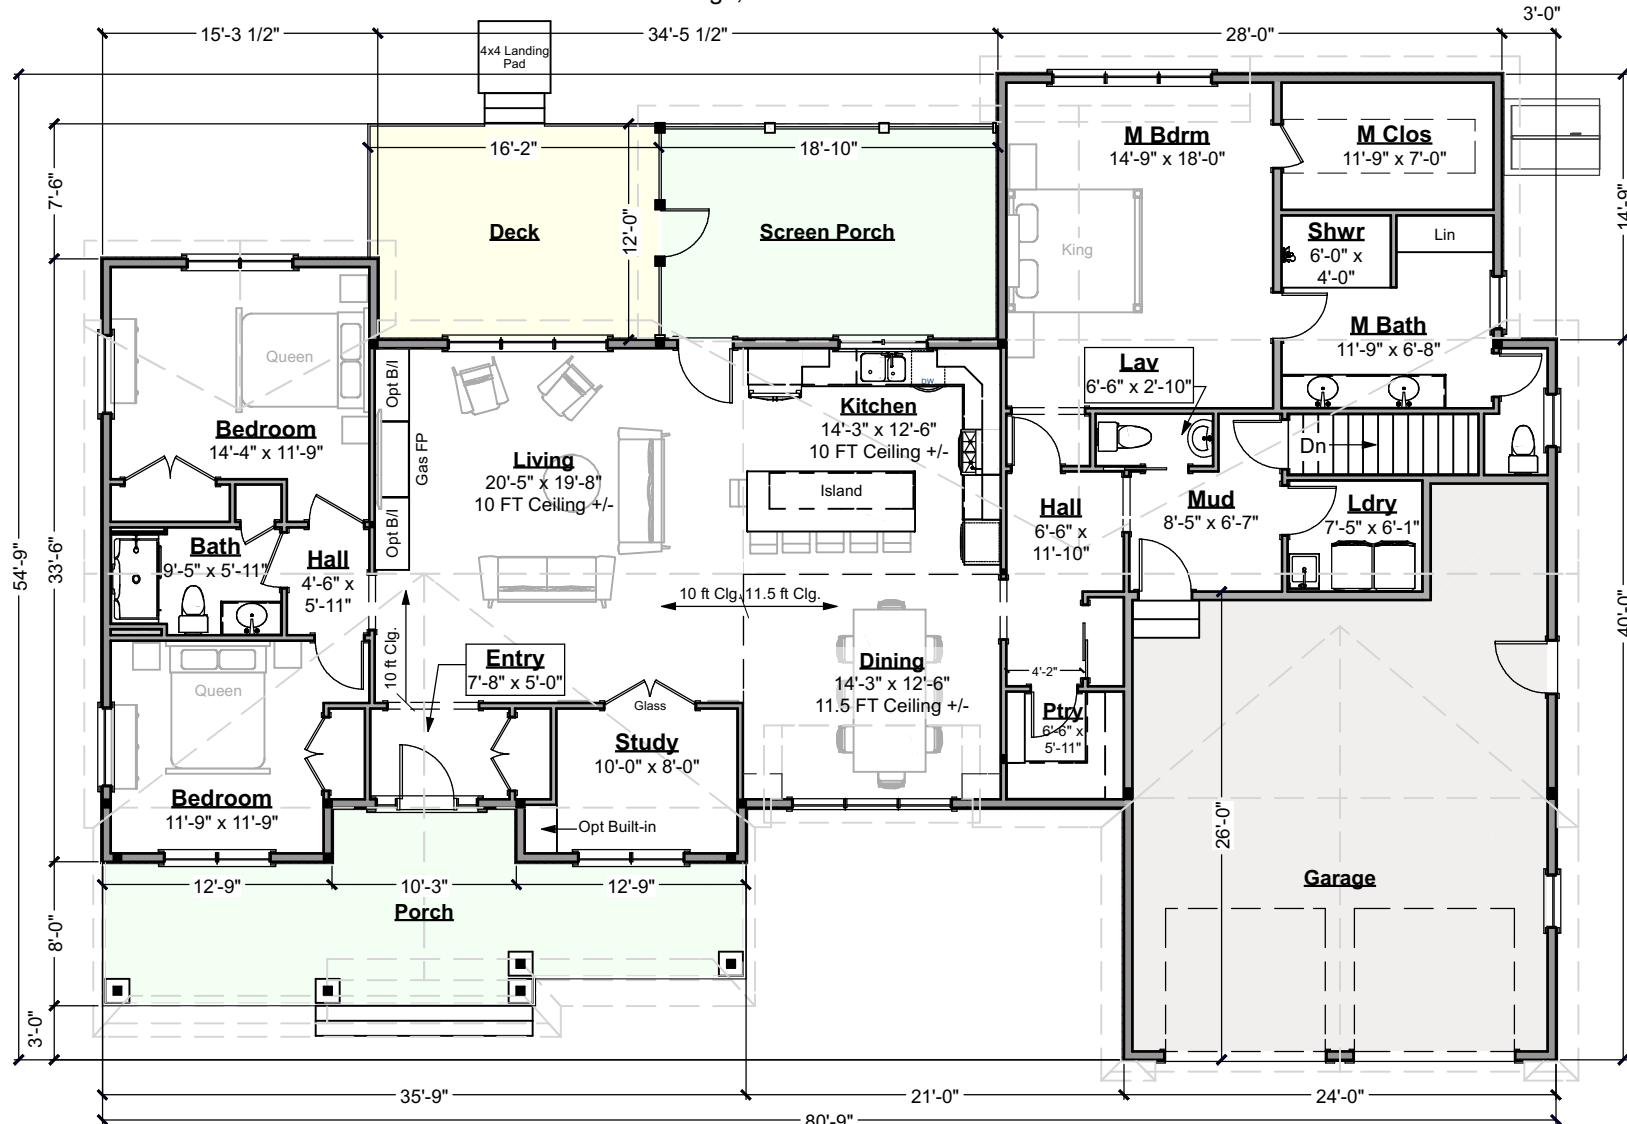 15'-3 1/2"
34'-5 1/2"
28'-0"
3'-0"
4x4 Landing
Pad
16'-2"
18'-10"
M Bdrm
14'-9" x 18'-0"
M Clos
11'-9" x 7'-0"
7'-6"
12'-0"
14'-9"
Deck
Screen Porch
King
Shwr
6'-0" x
4'-0"
Lin
M Bath
11'-9" x 6'-8"
Queen
Lav
6'-6" x 2'-10"
Opt B/I
DW
Kitchen
14'-3" x 12'-6"
10 FT Ceiling +/-
Bedroom
14'-4" x 11'-9"
Gas FP
Living
20'-5" x 19'-8"
10 FT Ceiling +/-
Island
Dn
Hall
6'-6" x
11'-10"
Mud
8'-5" x 6'-7"
Ldry
7'-5" x 6'-1"
Opt B/I
54'-9"
33'-6"
Bath
9'-5" x 5'-11"
Hall
4'-6" x
5'-11"
10 ft Clg.
11.5 ft Clg.
40'-0"
10 ft Clg.
Entry
7'-8" x 5'-0"
Dining
14'-3" x 12'-6"
11.5 FT Ceiling +/-
4'-2"
Queen
Glass
Ptry
6'-6" x
5'-11"
Study
10'-0" x 8'-0"
Bedroom
11'-9" x 11'-9"
Opt Built-in
26'-0"
12'-9"
10'-3"
12'-9"
Garage
Porch
8'-0"
3'-0"
35'-9"
21'-0"
24'-0"
80'-9"